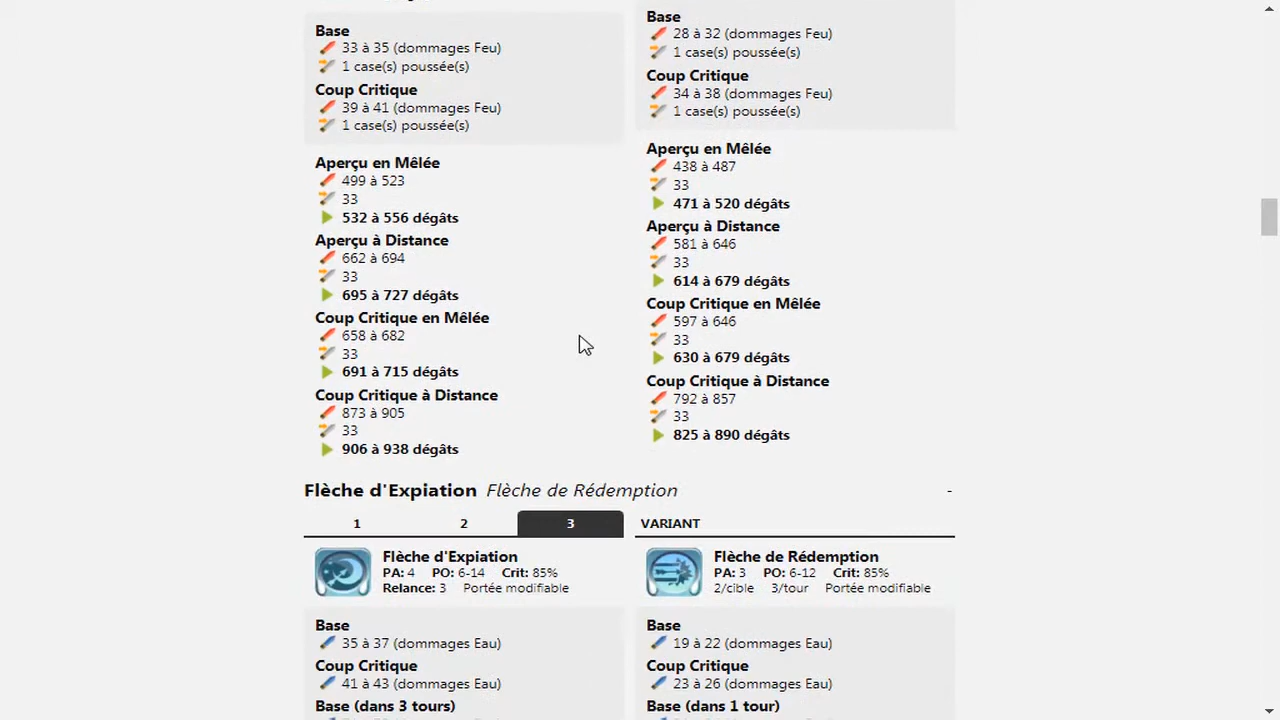 Base
33 à 35 (dommages Feu)
1 case(s) poussée(s)
Coup Critique
39 à 41 (dommages Feu)
1 case(s) poussée(s)
Aperçu en Mêlée
499 à 523
33
532 à 556 dégâts
Aperçu à Distance
662 à 694
33
695 à 727 dégâts
Coup Critique en Mêlée
658 à 682
33
691 à 715 dégâts
Coup Critique à Distance
873 à 905
33
906 à 938 dégâts
Base
28 à 32 (dommages Feu)
1 case(s) poussée(s)
Coup Critique
34 à 38 (dommages Feu)
1 case(s) poussée(s)
Aperçu en Mêlée
438 à 487
33
471 à 520 dégâts
Aperçu à Distance
581 à 646
33
614 à 679 dégâts
Coup Critique en Mêlée
597 à 646
33
630 à 679 dégâts
Coup Critique à Distance
792 à 857
33
825 à 890 dégâts
Flèche d'Expiation Flèche de Rédemption -
1 2 3
Flèche d'Expiation
PA: 4 PO: 6-14 Crit: 85%
Relance: 3 Portée modifiable
Base
35 à 37 (dommages Eau)
Coup Critique
41 à 43 (dommages Eau)
Base (dans 3 tours)
VARIANT
Flèche de Rédemption
PA: 3 PO: 6-12 Crit: 85%
2/cible 3/tour Portée modifiable
Base
19 à 22 (dommages Eau)
Coup Critique
23 à 26 (dommages Eau)
Base (dans 1 tour)